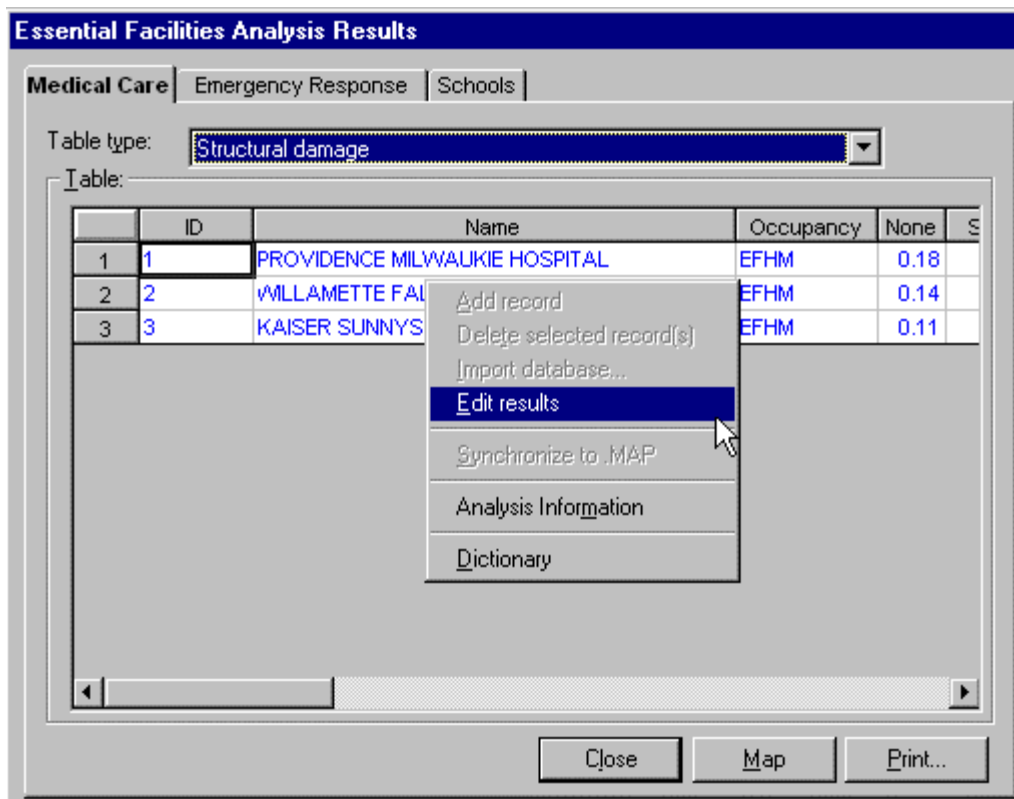 Essential Facilities Analysis Results
Medical Care Emergency Response Schools
Table type: Structural damage
Table:
ID Name Occupancy None S
1 1 PROVIDENCE MILWAUKIE HOSPITAL EFHM 0.18
2 2 WILLAMETTE FAL EFHM 0.14
3 3 KAISER SUNNYS EFHM 0.11
Add record
Delete selected record(s)
Import database...
Edit results
Synchronize to .MAP
Analysis Information
Dictionary
Close Map Print...